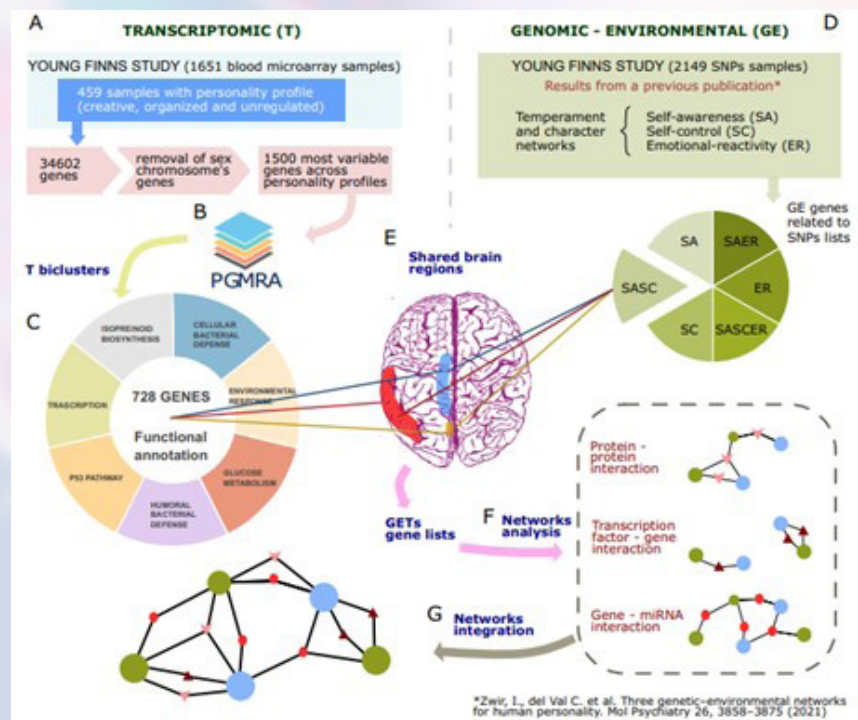 A
TRANSCRIPTOMIC (T)
YOUNG FINNS STUDY (1651 blood microarray samples)
459 samples with personality profile
(creative, organized and unregulated)
34602
genes
removal of sex
chromosome's
genes
1500 most variable
genes across
personality profiles
B
PGMRA
T biclusters
C
ISOPREINOID
BIOSYNTHESIS
CELLULAR
BACTERIAL
DEFENSE
TRASCRIPTION
ENVIRONMENTAL
RESPONSE
728 GENES
Functional
annotation
P53 PATHWAY
GLUCOSE
METABOLISM
HUMORAL
BACTERIAL
DEFENSE
GENOMIC - ENVIRONMENTAL (GE)
D
YOUNG FINNS STUDY (2149 SNPs samples)
Results from a previous publication*
Temperament
and character
networks
Self-awareness (SA)
Self-control (SC)
Emotional-reactivity (ER)
GE genes
related to
SNPs lists
SA
SAER
SASC
ER
SC
SASCER
E
Shared brain
regions
GETs
gene lists
F
Networks
analysis
Protein -
protein
interaction
Transcription
factor - gene
interaction
Gene - miRNA
interaction
G
Networks
integration
*Zwir, I., del Val C. et al. Three genetic–environmental networks
for human personality. Mol Psychiatry 26, 3858–3875 (2021)